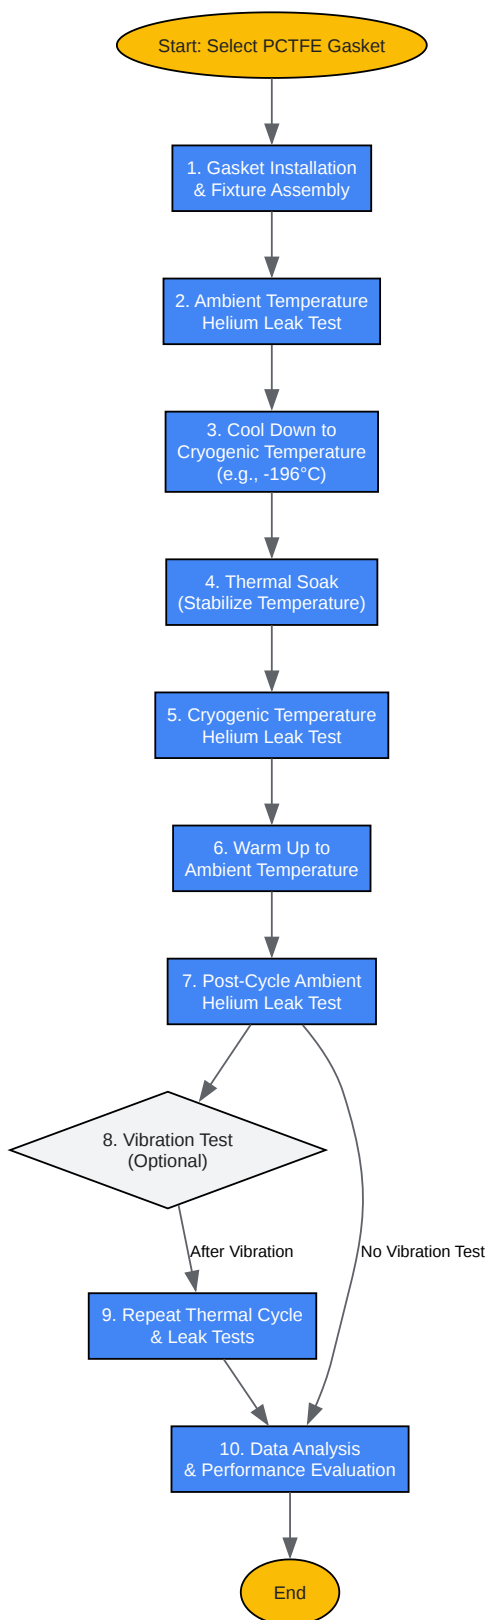 Start: Select PCTFE Gasket
1. Gasket Installation
& Fixture Assembly
2. Ambient Temperature
Helium Leak Test
3. Cool Down to
Cryogenic Temperature
(e.g., -196°C)
4. Thermal Soak
(Stabilize Temperature)
5. Cryogenic Temperature
Helium Leak Test
6. Warm Up to
Ambient Temperature
7. Post-Cycle Ambient
Helium Leak Test
8. Vibration Test
(Optional)
After Vibration
No Vibration Test
9. Repeat Thermal Cycle
& Leak Tests
10. Data Analysis
& Performance Evaluation
End